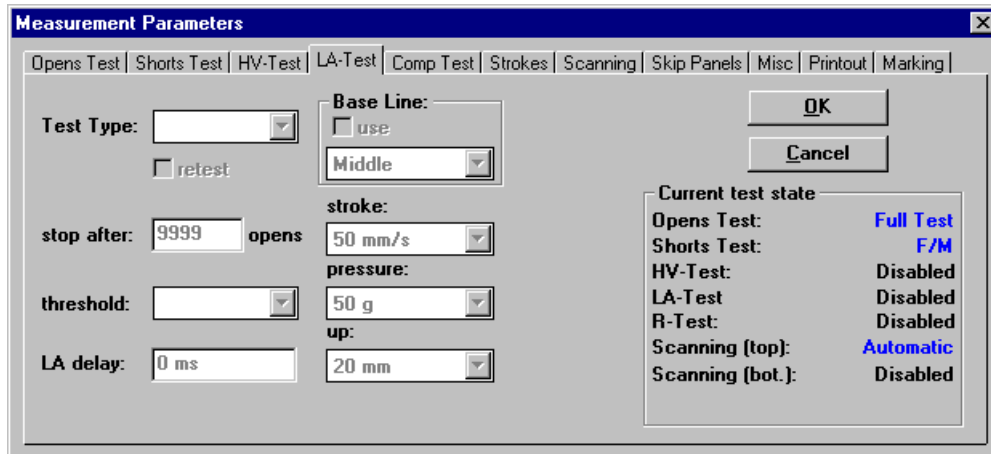 Measurement Parameters
Opens Test Shorts Test HV-Test LA-Test Comp Test Strokes Scanning Skip Panels Misc Printout Marking
Test Type:
retest
stop after: 9999 opens
threshold:
LA delay: 0 ms
Base Line:
use
Middle
stroke:
50 mm/s
pressure:
50 g
up:
20 mm
OK
Cancel
Current test state
Opens Test: Full Test
Shorts Test: F/M
HV-Test: Disabled
LA-Test Disabled
R-Test: Disabled
Scanning (top): Automatic
Scanning (bot.): Disabled